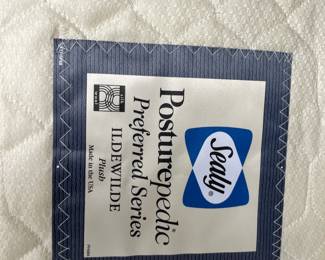 Sealy®
Posturepedic
Preferred Series
ILDEWILDE
Plush
Made in the USA